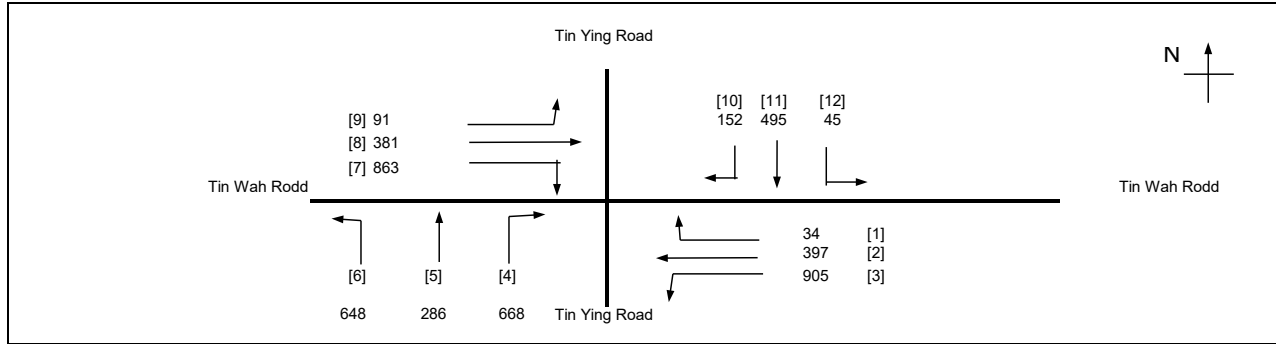 Tin Ying Road
N
[10] [11] [12]
152 495 45
[9] 91
[8] 381
[7] 863
Tin Wah Rodd
Tin Wah Rodd
34 [1]
397 [2]
905 [3]
[6] [5] [4]
648 286 668
Tin Ying Road